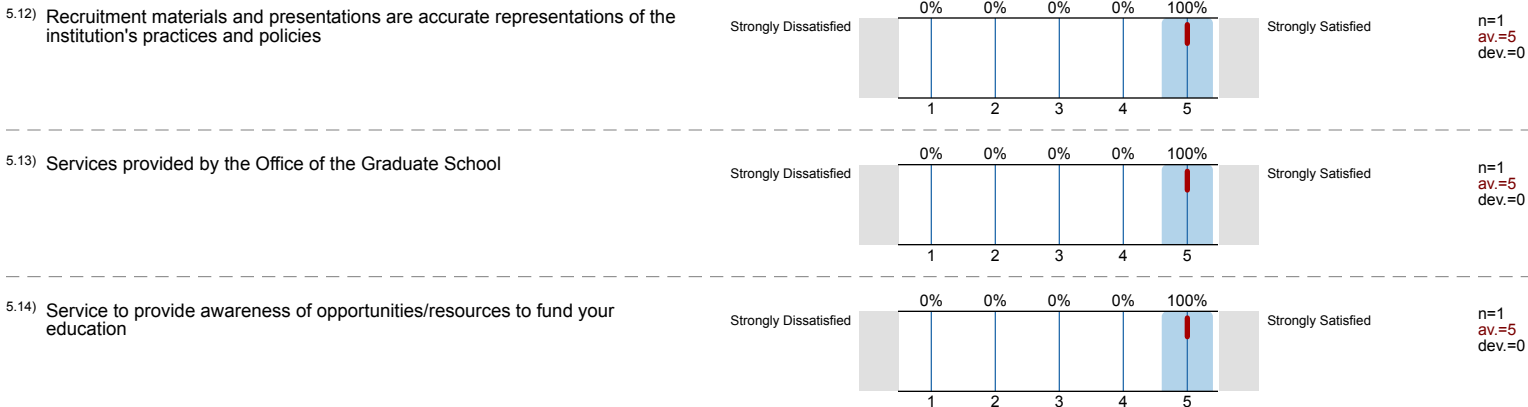 5.12) Recruitment materials and presentations are accurate representations of the
institution's practices and policies
0% 0% 0% 0% 100%
Strongly Dissatisfied
Strongly Satisfied
n=1
av.=5
dev.=0
1 2 3 4 5
5.13) Services provided by the Office of the Graduate School
0% 0% 0% 0% 100%
Strongly Dissatisfied
Strongly Satisfied
n=1
av.=5
dev.=0
1 2 3 4 5
5.14) Service to provide awareness of opportunities/resources to fund your
education
0% 0% 0% 0% 100%
Strongly Dissatisfied
Strongly Satisfied
n=1
av.=5
dev.=0
1 2 3 4 5